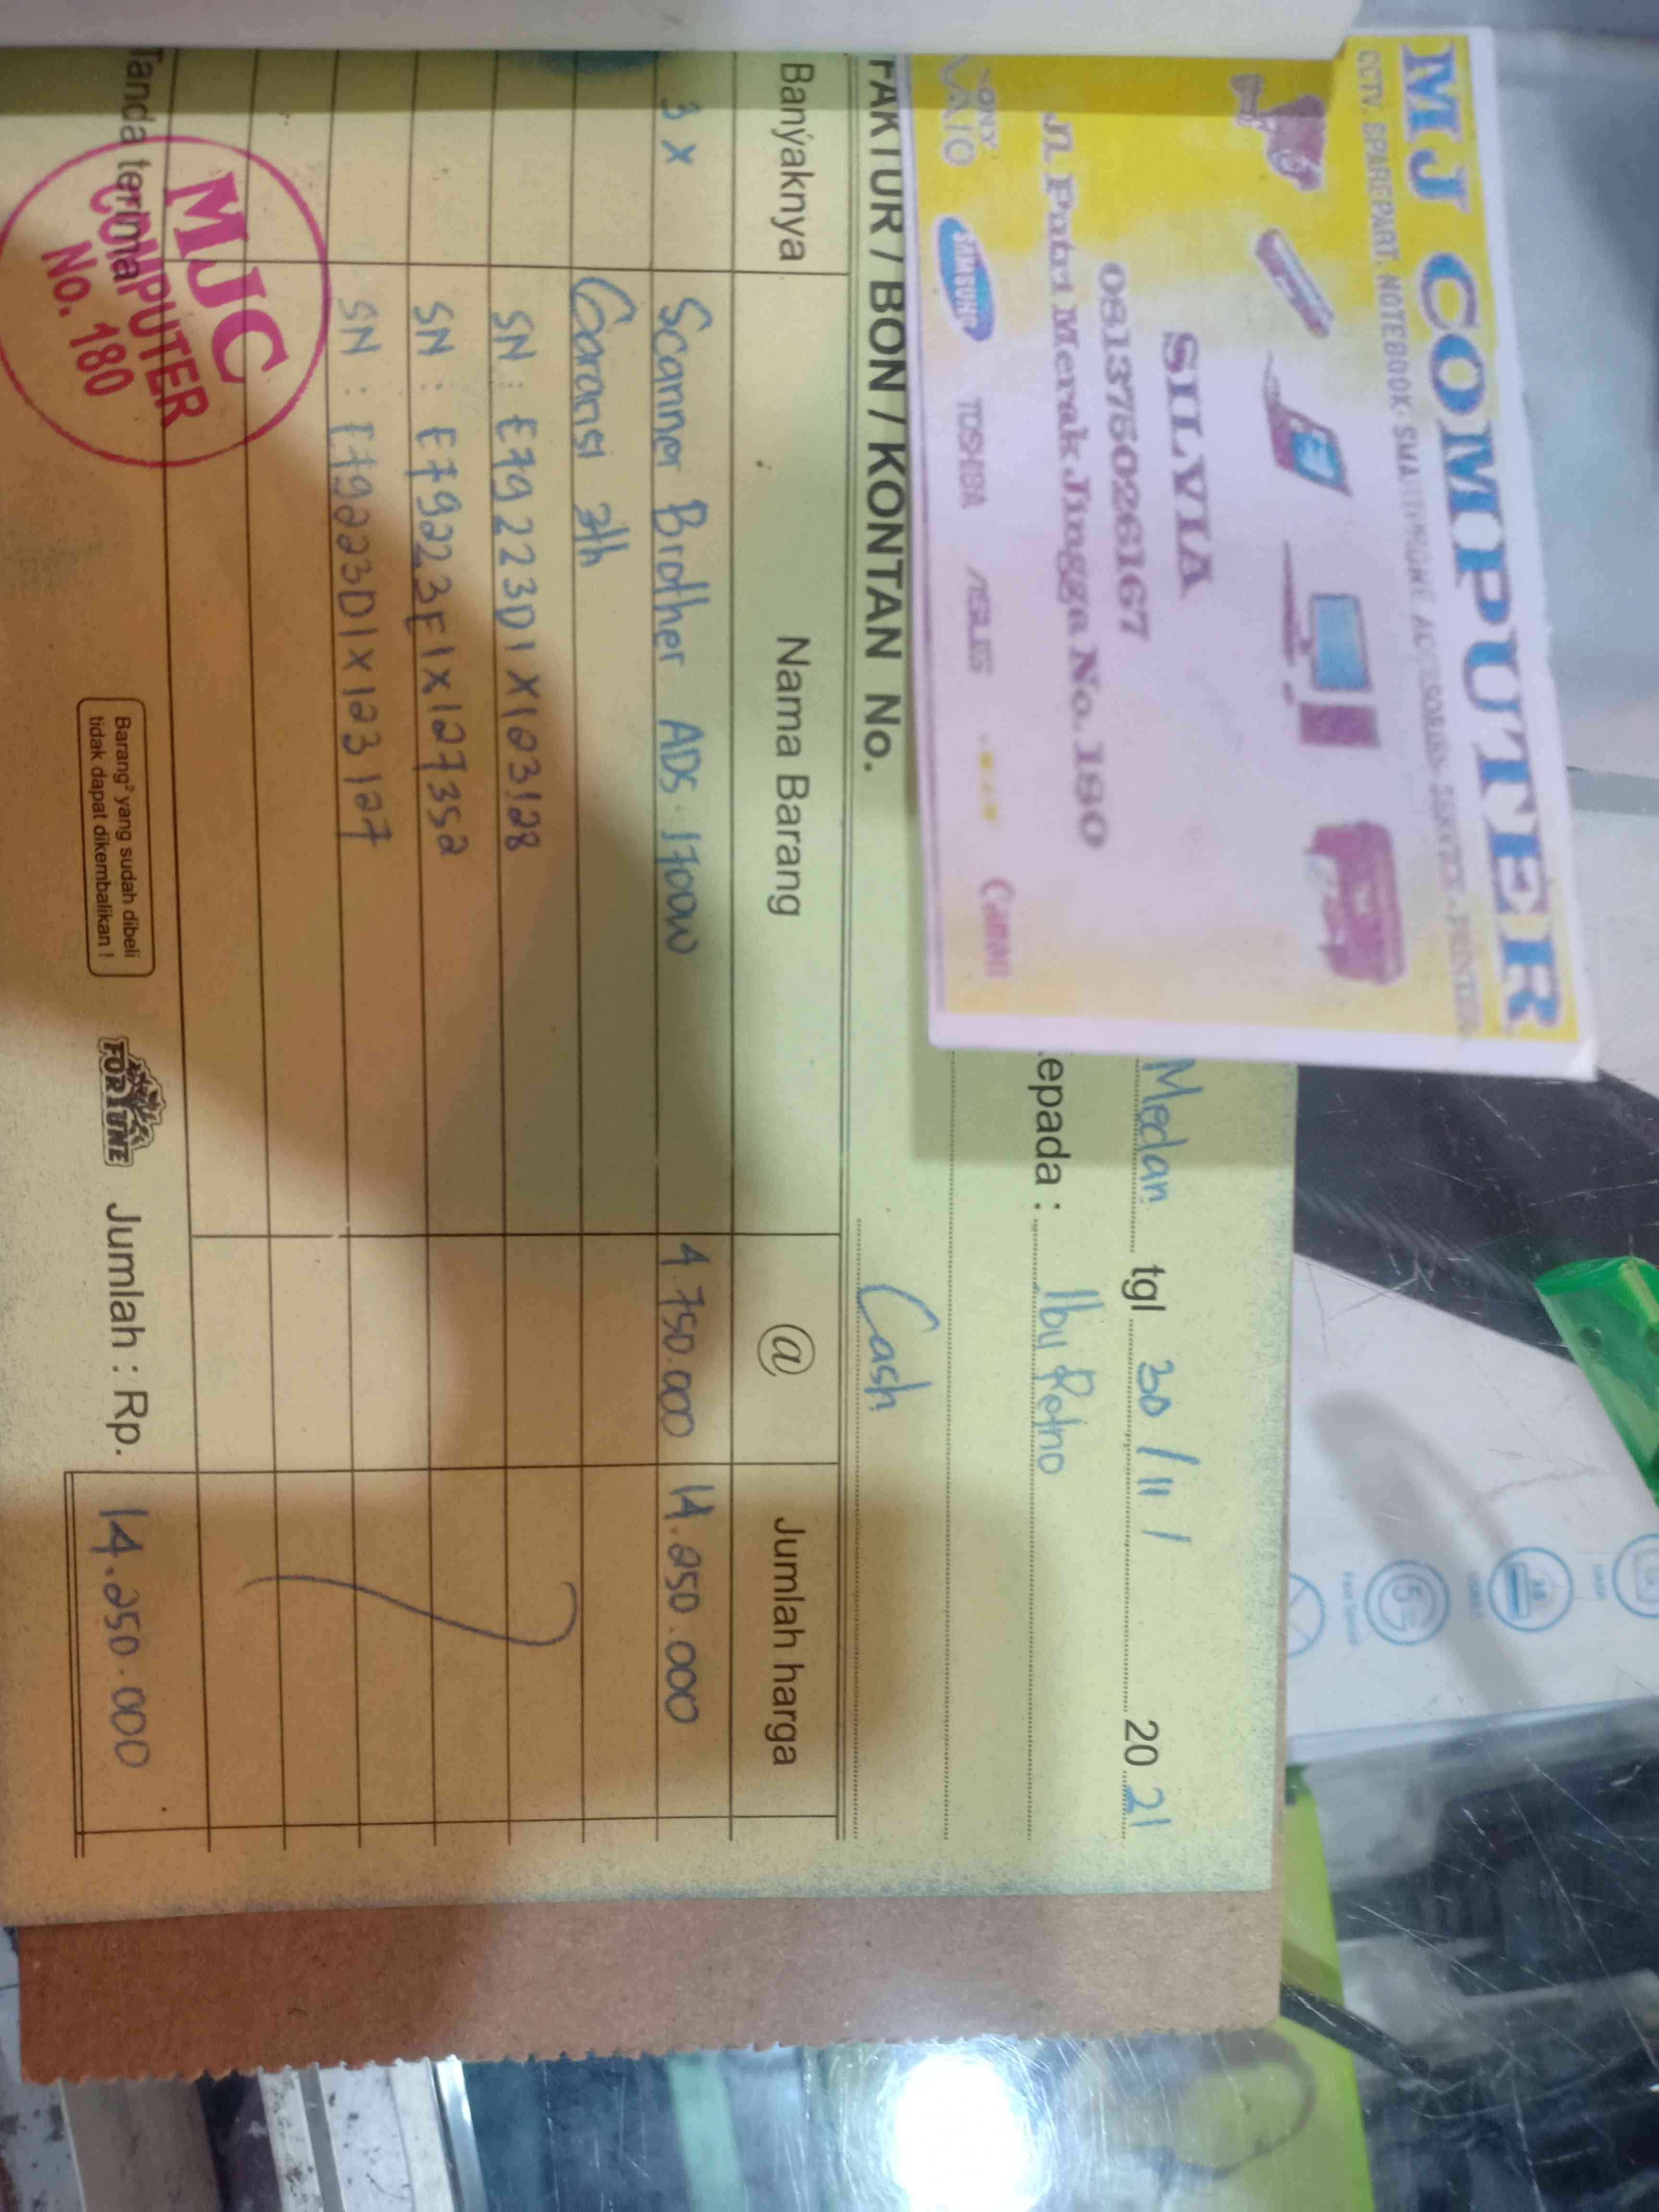 MJ COMPUTER
CCTV, SPAREPART, NOTEBOOK- SMARTPHONE ACCESSORIES- SERVICE - PRINTER
SILVIA
081375026167
Jl. Putri Merak Jingga No. 180
SONY
VAIO
SAMSUNG
TOSHIBA
ASUS
Canon
Medan tgl 30 / 11 / 20 21
epada : Ibu Retno
FAKTUR / BON / KONTAN No.
Cash
Banyaknya Nama Barang @ Jumlah harga
3 x Scanner Brother ADS. 1700W 4.750.000 14.250.000
Garansi 3th
SN : E79223D1X103128
SN : E79223E1X127352
SN : E79223D1X123127
Tanda terima
MJC
COMPUTER
No. 180
Barang² yang sudah dibeli
tidak dapat dikembalikan !
FORTUNE
Jumlah : Rp. 14.250.000